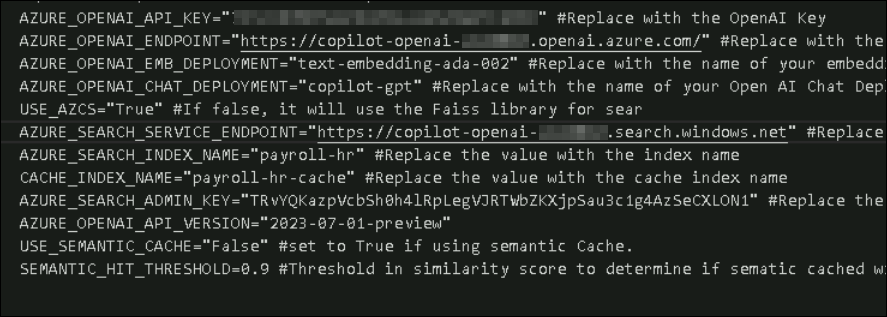 AZURE_OPENAI_API_KEY=" " #Replace with the OpenAI Key
AZURE_OPENAI_ENDPOINT="https://copilot-openai- .openai.azure.com/" #Replace with the
AZURE_OPENAI_EMB_DEPLOYMENT="text-embedding-ada-002" #Replace with the name of your embedd
AZURE_OPENAI_CHAT_DEPLOYMENT="copilot-gpt" #Replace with the name of your Open AI Chat Dep
USE_AZCS="True" #If false, it will use the Faiss library for sear
AZURE_SEARCH_SERVICE_ENDPOINT="https://copilot-openai- .search.windows.net" #Replace
AZURE_SEARCH_INDEX_NAME="payroll-hr" #Replace the value with the index name
CACHE_INDEX_NAME="payroll-hr-cache" #Replace the value with the cache index name
AZURE_SEARCH_ADMIN_KEY="TRvYQKazpVcbSh0h4lRpLegVJRTWbZKXjpSau3c1g4AzSeCXLON1" #Replace the
AZURE_OPENAI_API_VERSION="2023-07-01-preview"
USE_SEMANTIC_CACHE="False" #set to True if using semantic Cache.
SEMANTIC_HIT_THRESHOLD=0.9 #Threshold in similarity score to determine if sematic cached w